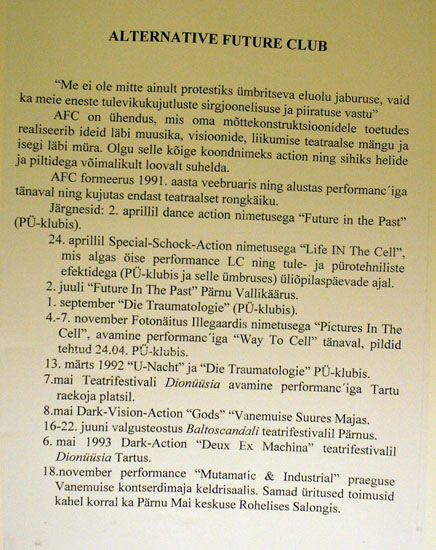 ALTERNATIVE FUTURE CLUB
"Me ei ole mitte ainult protestiks ümbritseva eluolu jaburuse, vaid
ka meie eneste tulevikukujutluste sirgjoonelisuse ja piiratuse vastu"
AFC on ühendus, mis oma mõttekonstruktsioonidele toetudes
realiseerib ideid läbi muusika, visioonide, liikumise teatraalse mängu ja
isegi läbi müra. Olgu selle kõige koondnimeks action ning sihiks helide
ja piltidega võimalikult loovalt suhelda.
AFC formeerus 1991. aasta veebruaris ning alustas performanc´iga
tänaval ning kujutas endast teatraalset rongkäiku.
Järgnesid: 2. aprillil dance action nimetusega "Future in the Past"
(PÜ-klubis).
24. aprillil Special-Schock-Action nimetusega "Life IN The Cell",
mis algas öise performance LC ning tule- ja pürotehniliste
efektidega (PÜ-klubis ja selle ümbruses) üliõpilaspäevade ajal.
2. juuli "Future In The Past" Pärnu Vallikäärus.
1. september "Die Traumatologie" (PÜ-klubis).
4.-7. november Fotonäitus Illegaardis nimetusega "Pictures In The
Cell", avamine performanc´iga "Way To Cell" tänaval, pildid
tehtud 24.04. PÜ-klubis.
13. märts 1992 "U-Nacht" ja "Die Traumatologie" PÜ-klubis.
7.mai Teatrifestivali Dionüüsia avamine performanc´iga Tartu
raekoja platsil.
8.mai Dark-Vision-Action "Gods" "Vanemuise Suures Majas.
16-22. juuni valgusteostus Baltoscandali teatrifestivalil Pärnus.
6. mai 1993 Dark-Action "Deux Ex Machina" teatrifestivalil
Dionüüsia Tartus.
18.november performance "Mutamatic & Industrial" praeguse
Vanemuise kontserdimaja keldrisaalis. Samad üritused toimusid
kahel korral ka Pärnu Mai keskuse Rohelises Salongis.